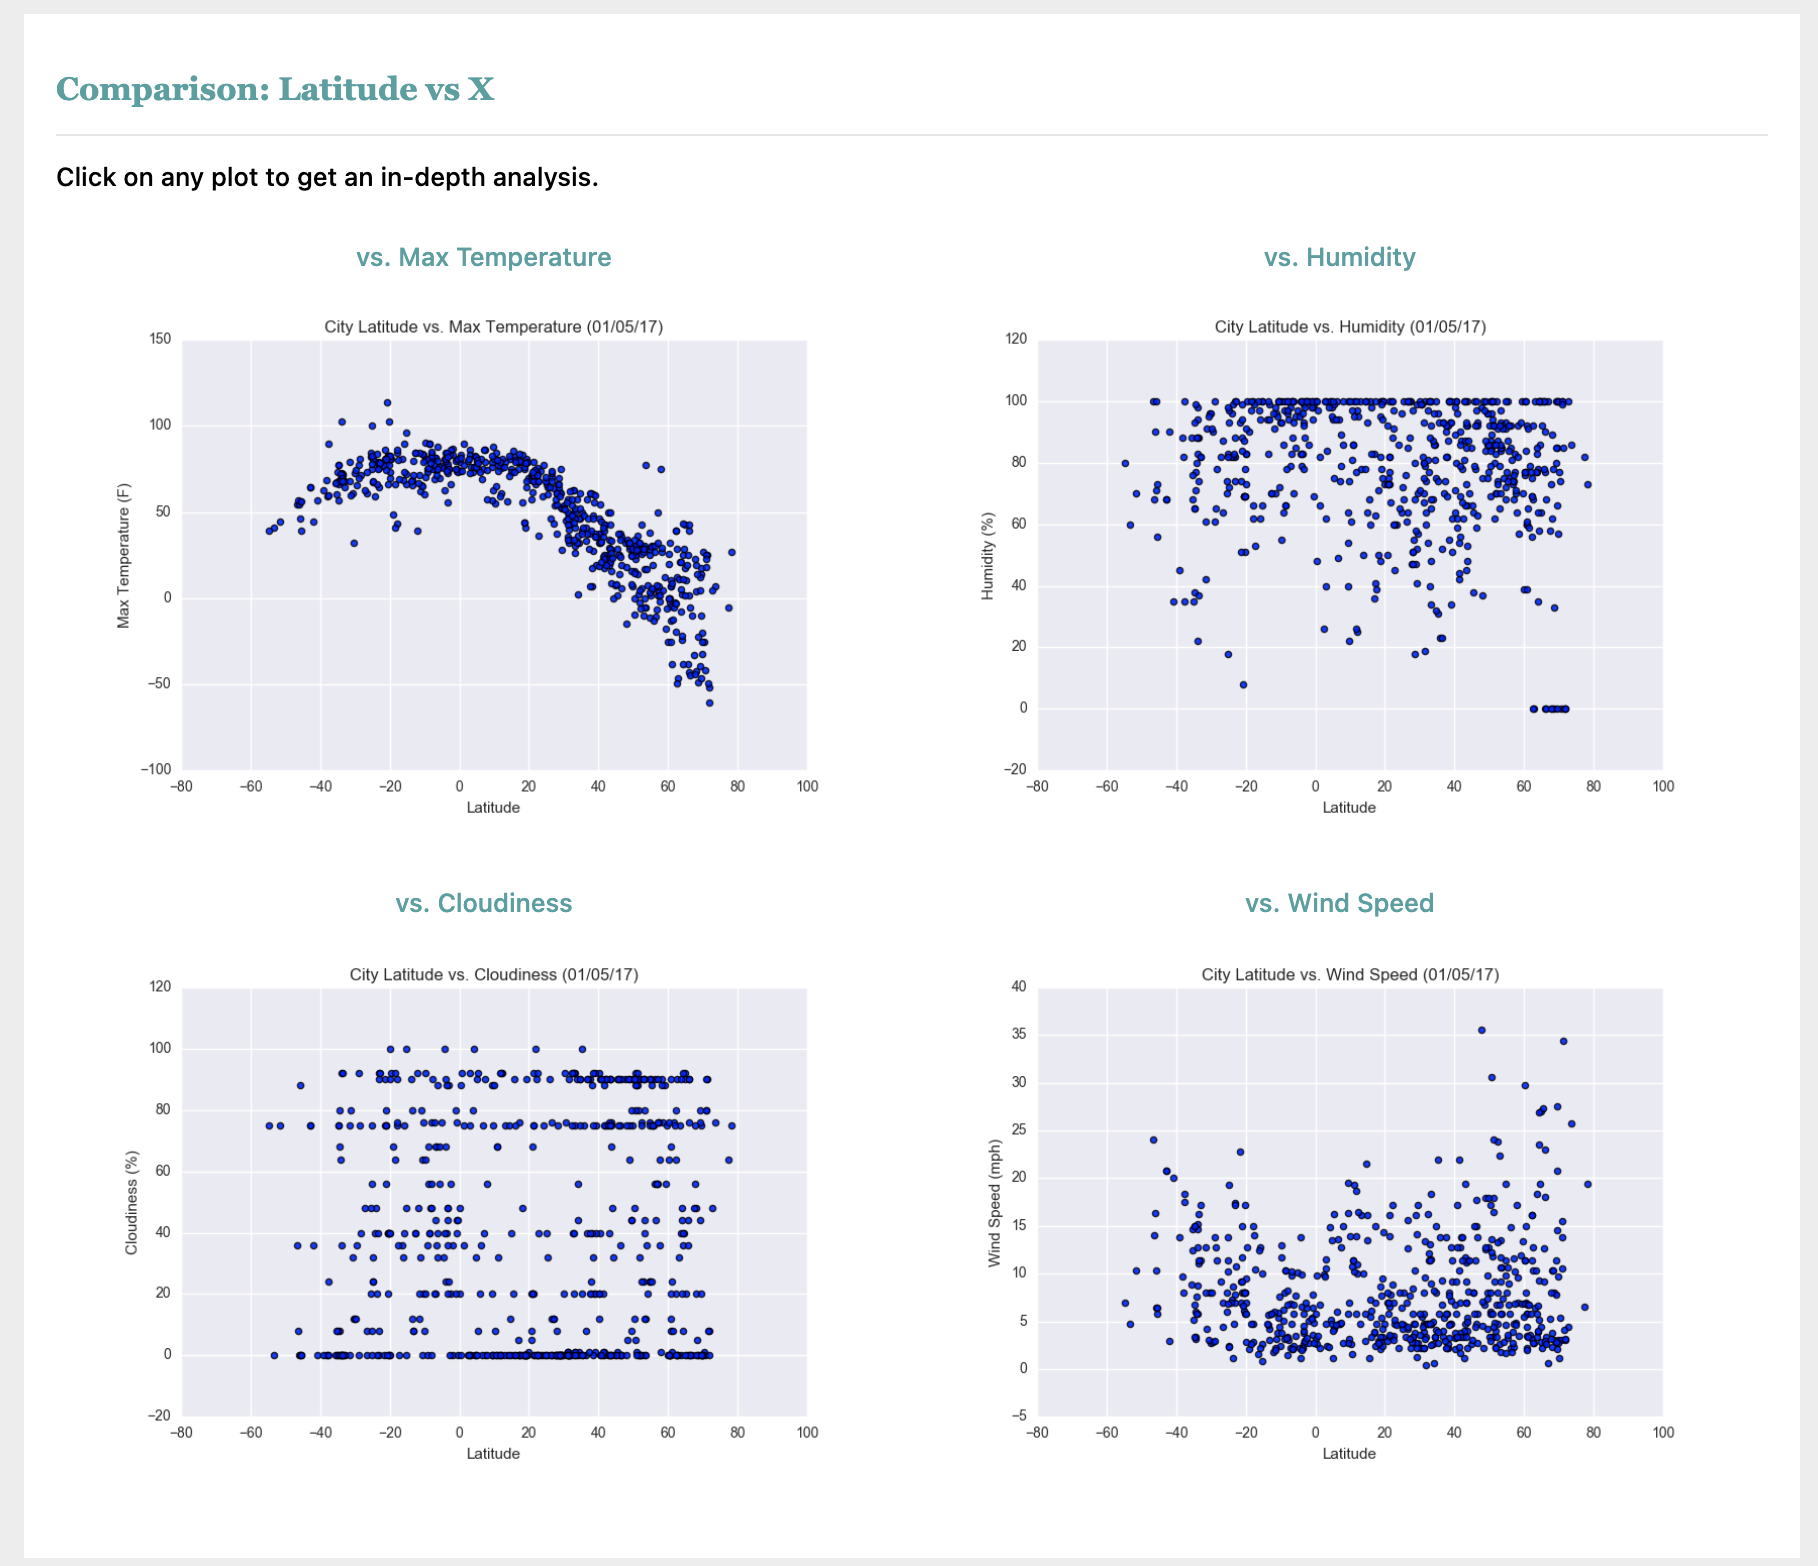 Comparison: Latitude vs X
Click on any plot to get an in-depth analysis.
vs. Max Temperature
City Latitude vs. Max Temperature (01/05/17)
150
100
50
0
−50
−100
Max Temperature (F)
−80 −60 −40 −20 0 20 40 60 80 100
Latitude
vs. Humidity
City Latitude vs. Humidity (01/05/17)
120
100
80
60
40
20
0
−20
Humidity (%)
−80 −60 −40 −20 0 20 40 60 80 100
Latitude
vs. Cloudiness
City Latitude vs. Cloudiness (01/05/17)
120
100
80
60
40
20
0
−20
Cloudiness (%)
−80 −60 −40 −20 0 20 40 60 80 100
Latitude
vs. Wind Speed
City Latitude vs. Wind Speed (01/05/17)
40
35
30
25
20
15
10
5
0
−5
Wind Speed (mph)
−80 −60 −40 −20 0 20 40 60 80 100
Latitude